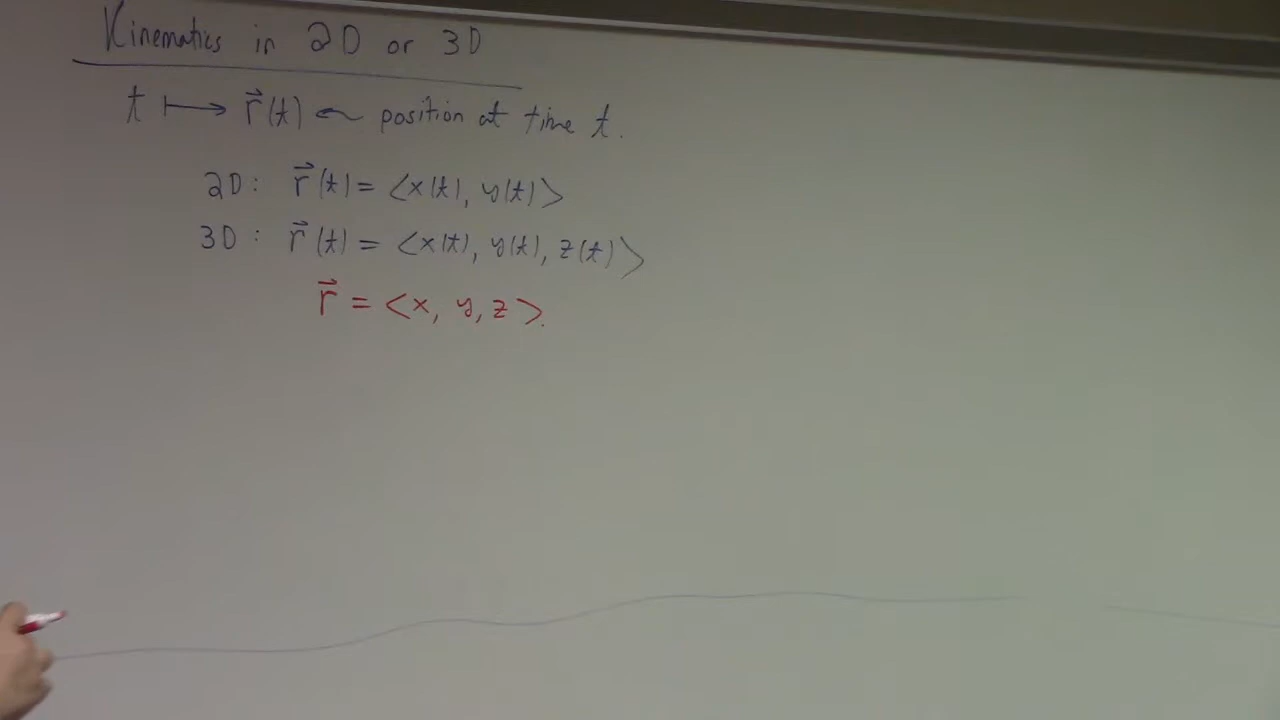 Kinematics in 2D or 3D
t ↦ r⃗(t) ← position at time t.
2D: r⃗(t) = <x(t), y(t)>
3D: r⃗(t) = <x(t), y(t), z(t)>
r⃗ = <x, y, z>.